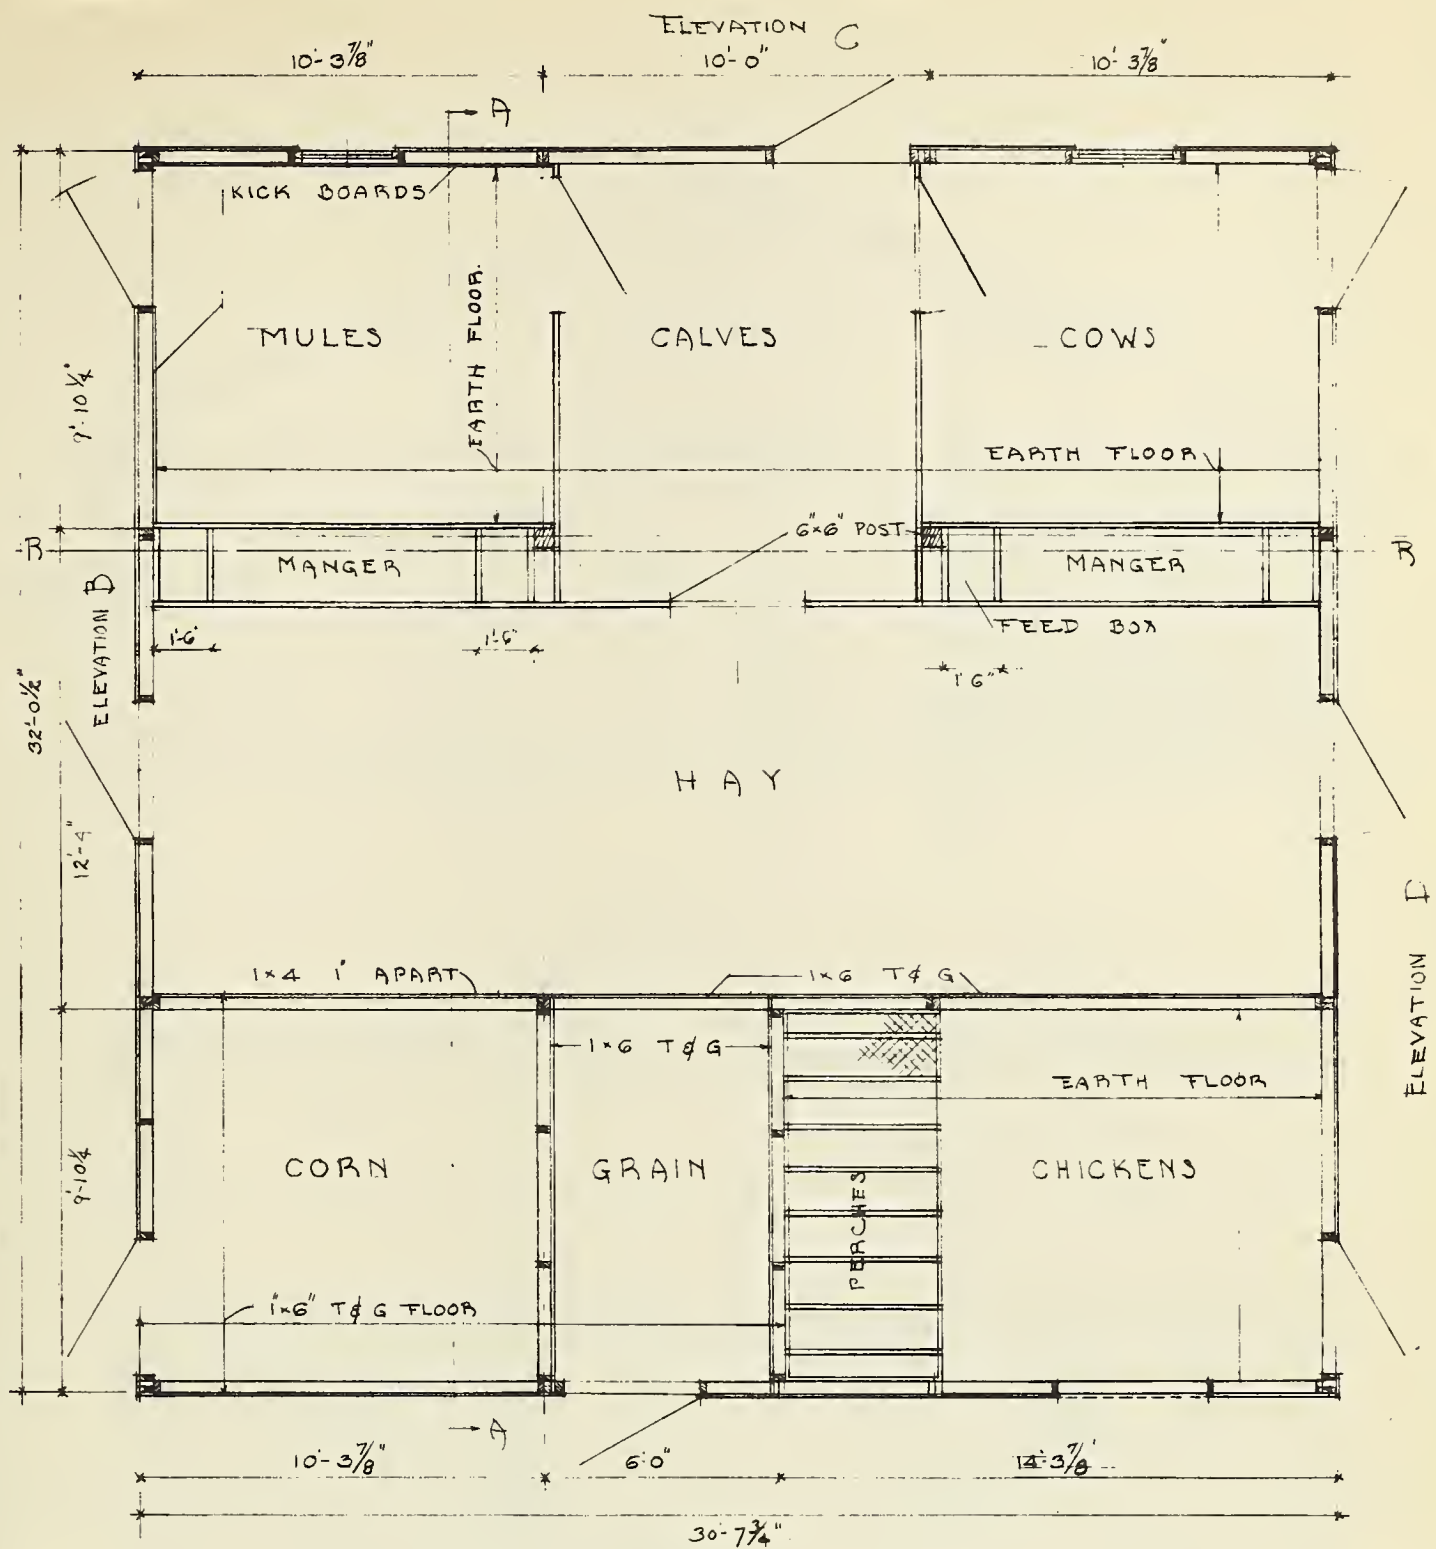 ELEVATION C
10'-3⅞" 10'-0" 10'-3⅞"
A
KICK BOARDS
EARTH FLOOR.
MULES CALVES COWS
9'-10¼"
EARTH FLOOR
6"x6" POST
B B
MANGER MANGER
FEED BOX
1'-6" 1'-6" 1'6"
ELEVATION B
32'-0½"
HAY
12'-4"
ELEVATION D
1x4 1" APART 1x6 T&G
1x6 T&G
EARTH FLOOR
CORN GRAIN CHICKENS
PERCHES
9'-10¼
1"x6" T&G FLOOR
A
10'-3⅞" 6'0" 14'-3⅞'
30'-7¾"